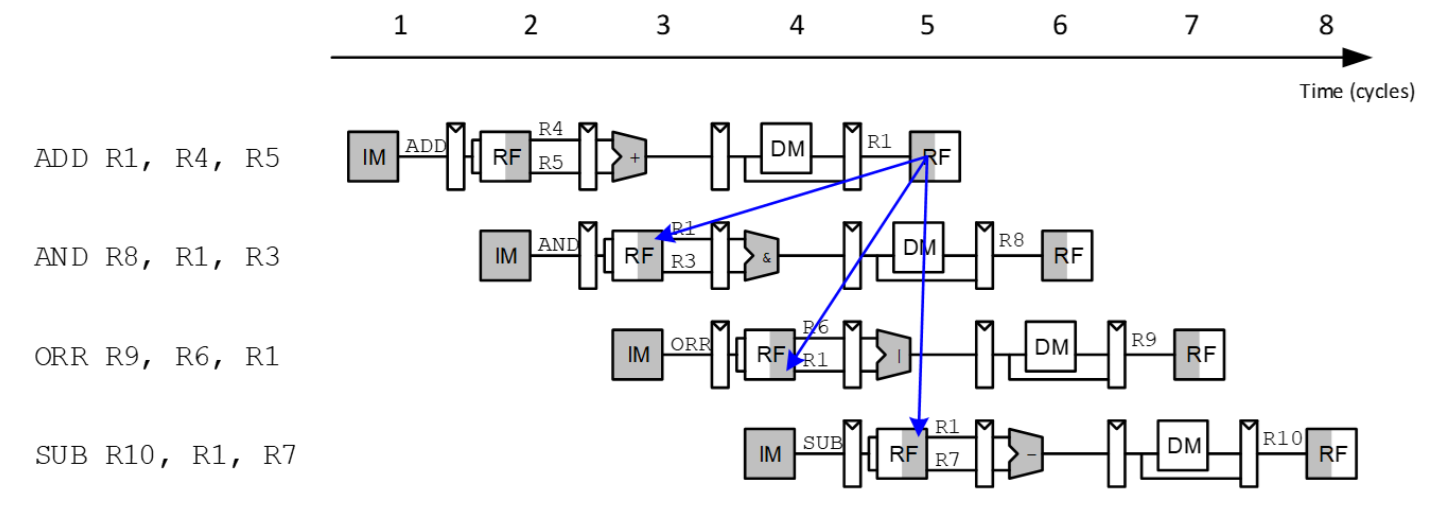 1 2 3 4 5 6 7 8
Time (cycles)
ADD R1, R4, R5 IM ADD RF R4 R5 + DM R1 RF
AND R8, R1, R3 IM AND RF R1 R3 & DM R8 RF
ORR R9, R6, R1 IM ORR RF R6 R1 | DM R9 RF
SUB R10, R1, R7 IM SUB RF R1 R7 - DM R10 RF